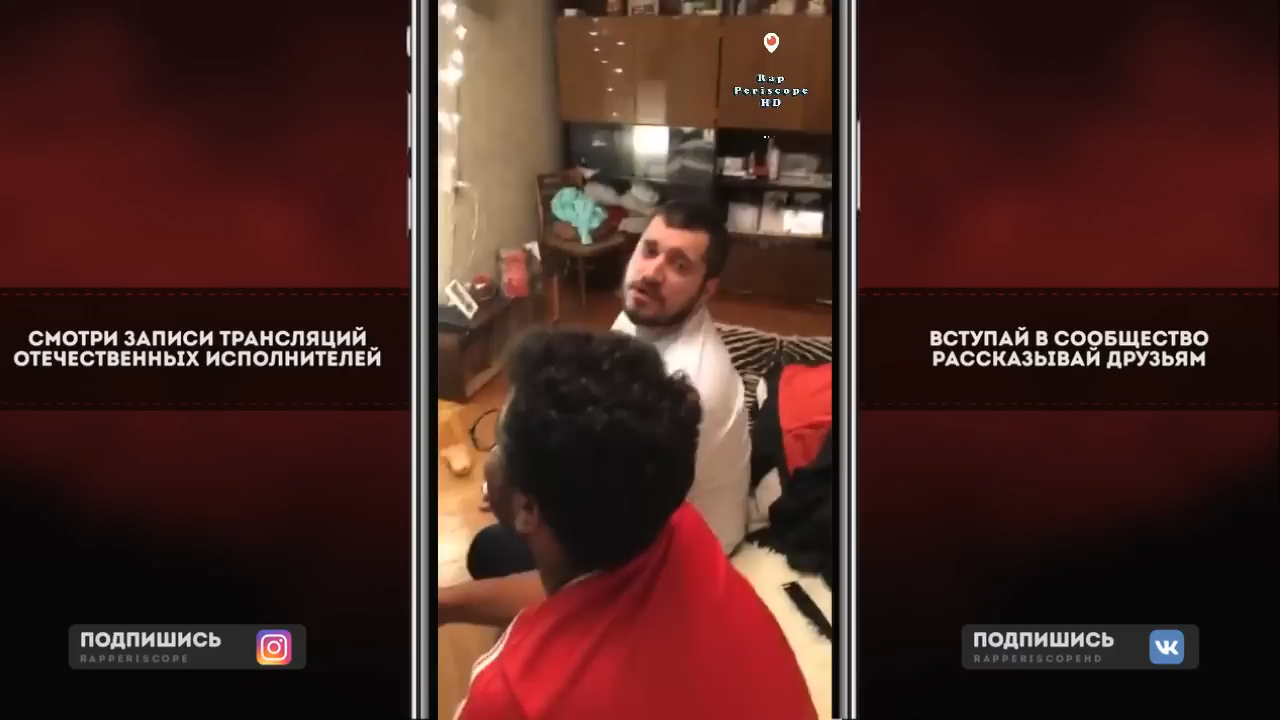 Rap
Periscope
HD
СМОТРИ ЗАПИСИ ТРАНСЛЯЦИЙ
ОТЕЧЕСТВЕННЫХ ИСПОЛНИТЕЛЕЙ
ВСТУПАЙ В СООБЩЕСТВО
РАССКАЗЫВАЙ ДРУЗЬЯМ
ПОДПИШИСЬ
RAPPERISCOPE
ПОДПИШИСЬ
RAPPERISCOPEHD